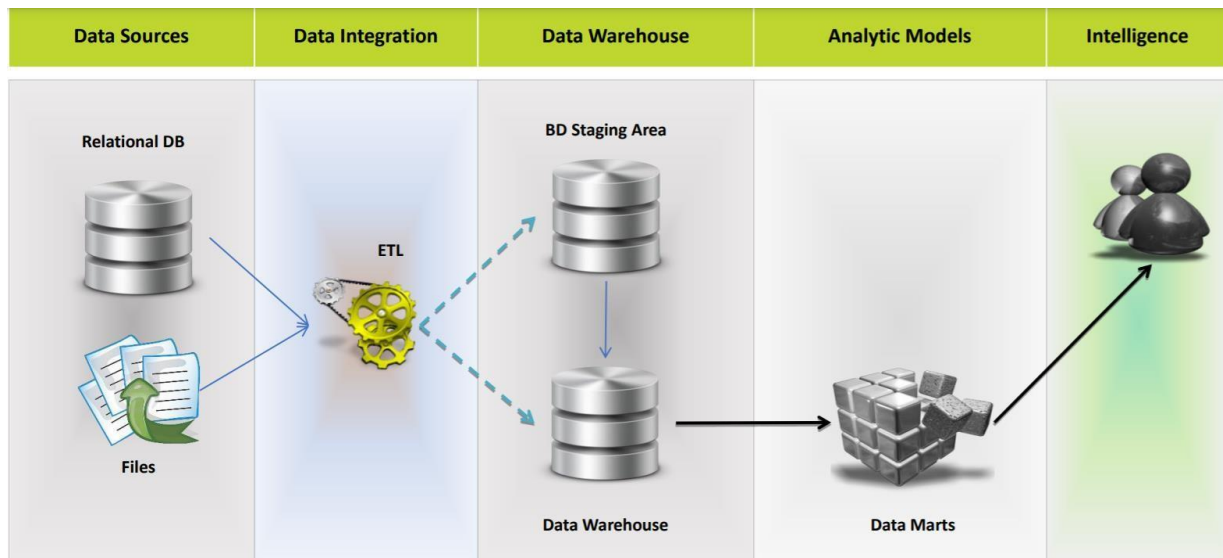 Data Sources
Data Integration
Data Warehouse
Analytic Models
Intelligence
Relational DB
Files
ETL
BD Staging Area
Data Warehouse
Data Marts